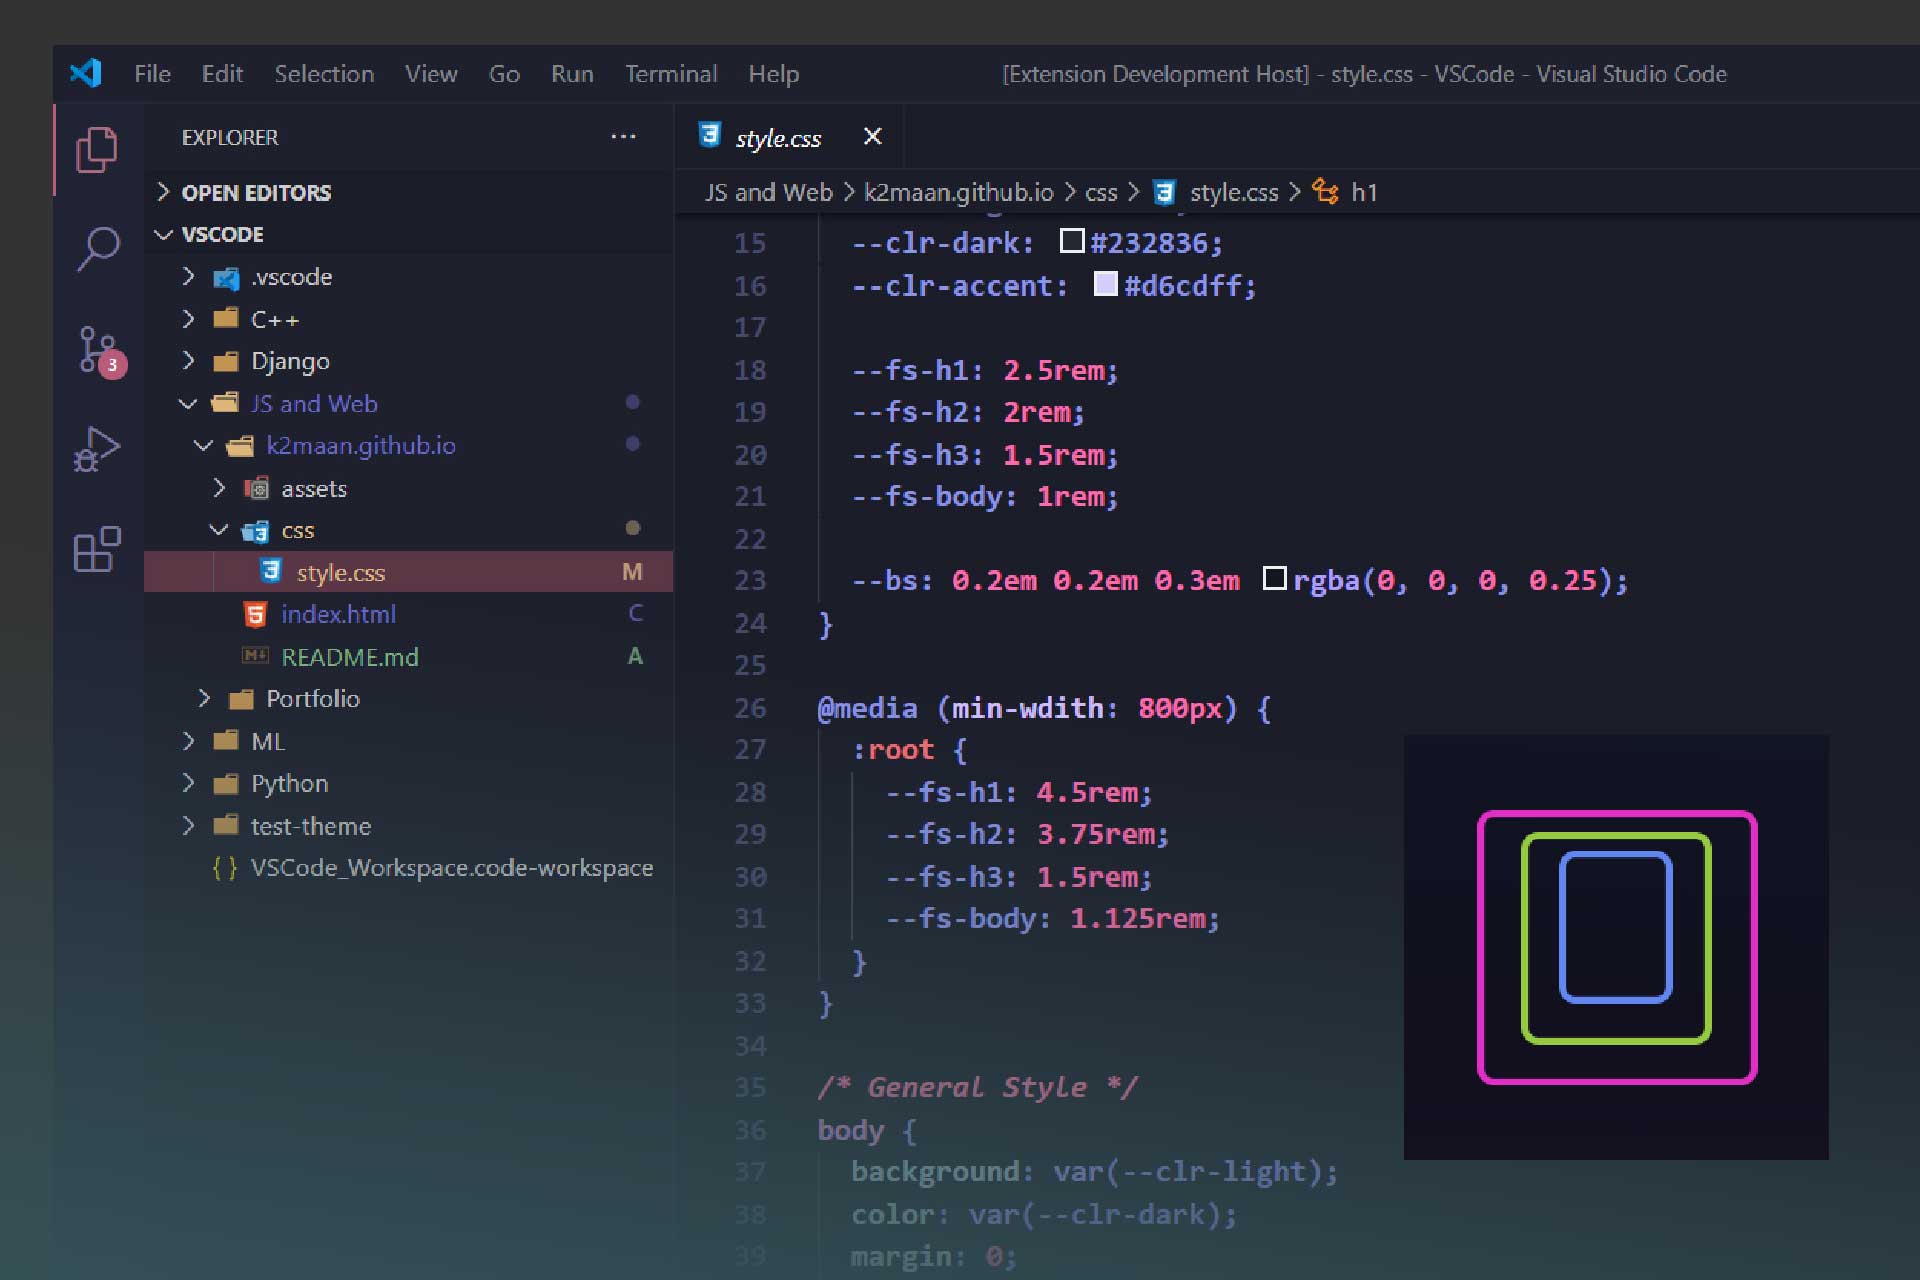 File Edit Selection View Go Run Terminal Help [Extension Development Host] - style.css - VSCode - Visual Studio Code
EXPLORER ...
OPEN EDITORS
VSCODE
.vscode
C++
Django
JS and Web
k2maan.github.io
assets
css
style.css M
index.html C
README.md A
Portfolio
ML
Python
test-theme
{ } VSCode_Workspace.code-workspace
3
style.css
JS and Web > k2maan.github.io > css > style.css > h1
15 --clr-dark: #232836;
16 --clr-accent: #d6cdff;
17
18 --fs-h1: 2.5rem;
19 --fs-h2: 2rem;
20 --fs-h3: 1.5rem;
21 --fs-body: 1rem;
22
23 --bs: 0.2em 0.2em 0.3em rgba(0, 0, 0, 0.25);
24 }
25
26 @media (min-wdith: 800px) {
27 :root {
28 --fs-h1: 4.5rem;
29 --fs-h2: 3.75rem;
30 --fs-h3: 1.5rem;
31 --fs-body: 1.125rem;
32 }
33 }
34
35 /* General Style */
36 body {
37 background: var(--clr-light);
38 color: var(--clr-dark);
39 margin: 0;